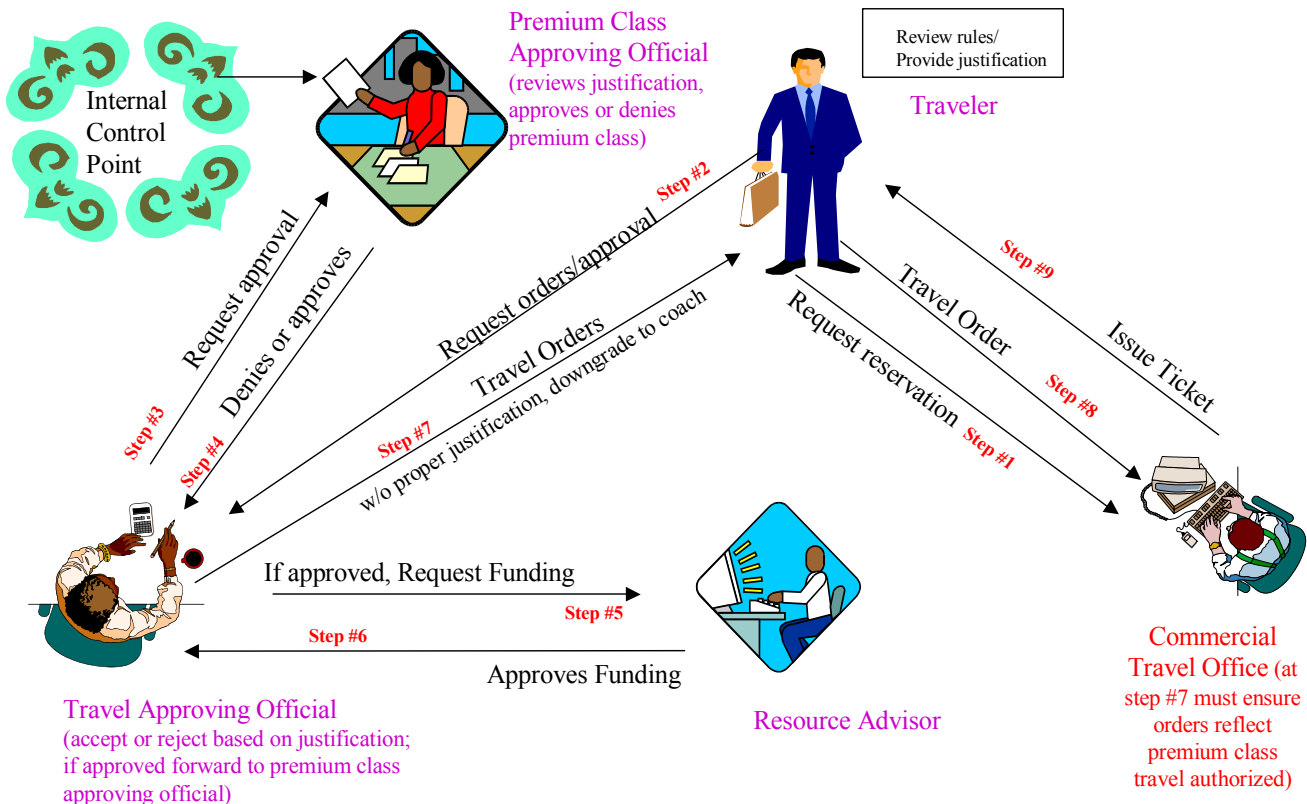 Internal
Control
Point
Premium Class
Approving Official
(reviews justification,
approves or denies
premium class)
Review rules/
Provide justification
Traveler
Step #2
Request approval
Denies or approves
Request orders/approval
Travel Orders
w/o proper justification, downgrade to coach
Step #9
Travel Order
Request reservation
Issue Ticket
Step #8
Step #3
Step #4
Step #7
Step #1
If approved, Request Funding
Step #5
Step #6
Approves Funding
Travel Approving Official
(accept or reject based on justification;
if approved forward to premium class
approving official)
Resource Advisor
Commercial
Travel Office (at
step #7 must ensure
orders reflect
premium class
travel authorized)